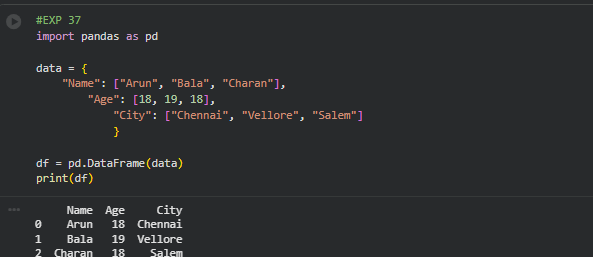 #EXP 37
import pandas as pd
data = {
"Name": ["Arun", "Bala", "Charan"],
"Age": [18, 19, 18],
"City": ["Chennai", "Vellore", "Salem"]
}
df = pd.DataFrame(data)
print(df)
Name Age City
0 Arun 18 Chennai
1 Bala 19 Vellore
2 Charan 18 Salem